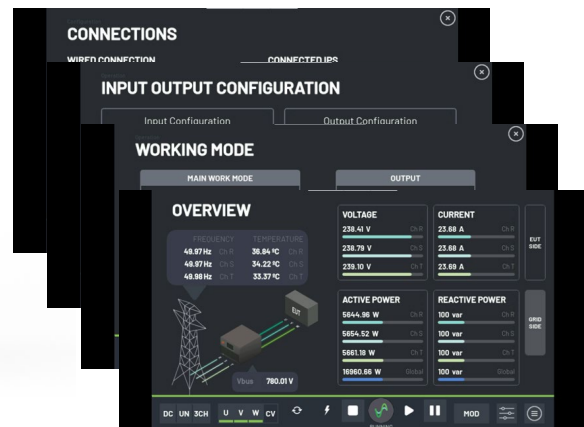 CONNECTIONS
WIRED CONNECTION CONNECTED IPS
INPUT OUTPUT CONFIGURATION
Input Configuration Output Configuration
WORKING MODE
MAIN WORK MODE OUTPUT
OVERVIEW
FREQUENCY TEMPERATURE
49.97 Hz Ch R 36.84 ºC Ch R
49.97 Hz Ch S 34.22 ºC Ch S
49.98 Hz Ch T 33.37 ºC Ch T
EUT
Vbus 780.01 V
VOLTAGE
238.41 V Ch R
238.79 V Ch S
239.10 V Ch T
CURRENT
23.68 A Ch R
23.68 A Ch S
23.69 A Ch T
EUT
SIDE
ACTIVE POWER
5644.96 W Ch R
5654.52 W Ch S
5661.18 W Ch T
16960.66 W Global
REACTIVE POWER
100 var Ch R
100 var Ch S
100 var Ch T
100 var Global
GRID
SIDE
DC UN 3CH U V W CV MOD
RUNNING